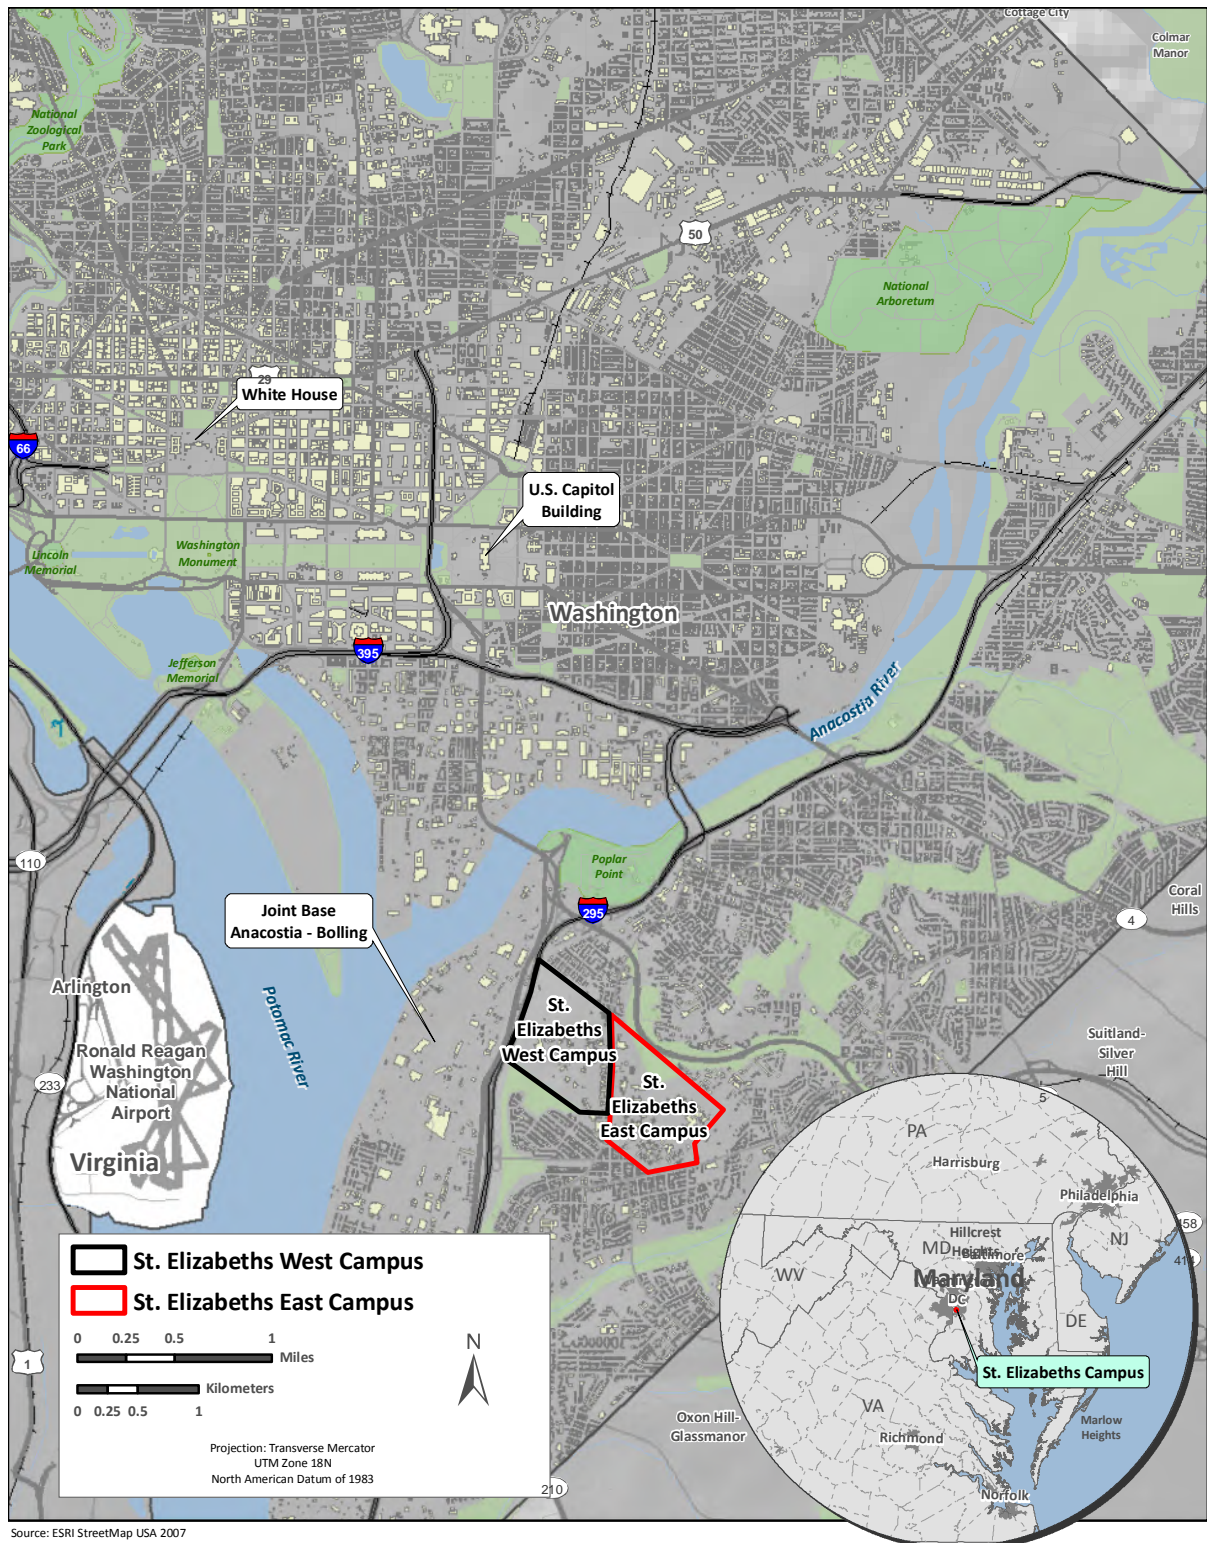 Cottage City
Colmar
Manor
National
Zoological
Park
50
National
Arboretum
29
White House
66
U.S. Capitol
Building
Lincoln
Memorial
Washington
Monument
Washington
395
Jefferson
Memorial
Anacostia River
110
Poplar
Point
Coral
Hills
295
4
Joint Base
Anacostia - Bolling
Arlington
Potomac River
St.
Elizabeths
West Campus
Ronald Reagan
Washington
National
Airport
233
Suitland-
Silver
Hill
St.
Elizabeths
East Campus
Virginia
5
PA
Harrisburg
Philadelphia
458
NJ
414
Hillcrest
Heights
MD
Baltimore
Maryland
WV
DC
DE
St. Elizabeths Campus
VA
Richmond
Marlow
Heights
Norfolk
St. Elizabeths West Campus
St. Elizabeths East Campus
0 0.25 0.5 1
Miles
Kilometers
0 0.25 0.5 1
N
1
Projection: Transverse Mercator
UTM Zone 18N
North American Datum of 1983
Oxon Hill-
Glassmanor
210
Source: ESRI StreetMap USA 2007